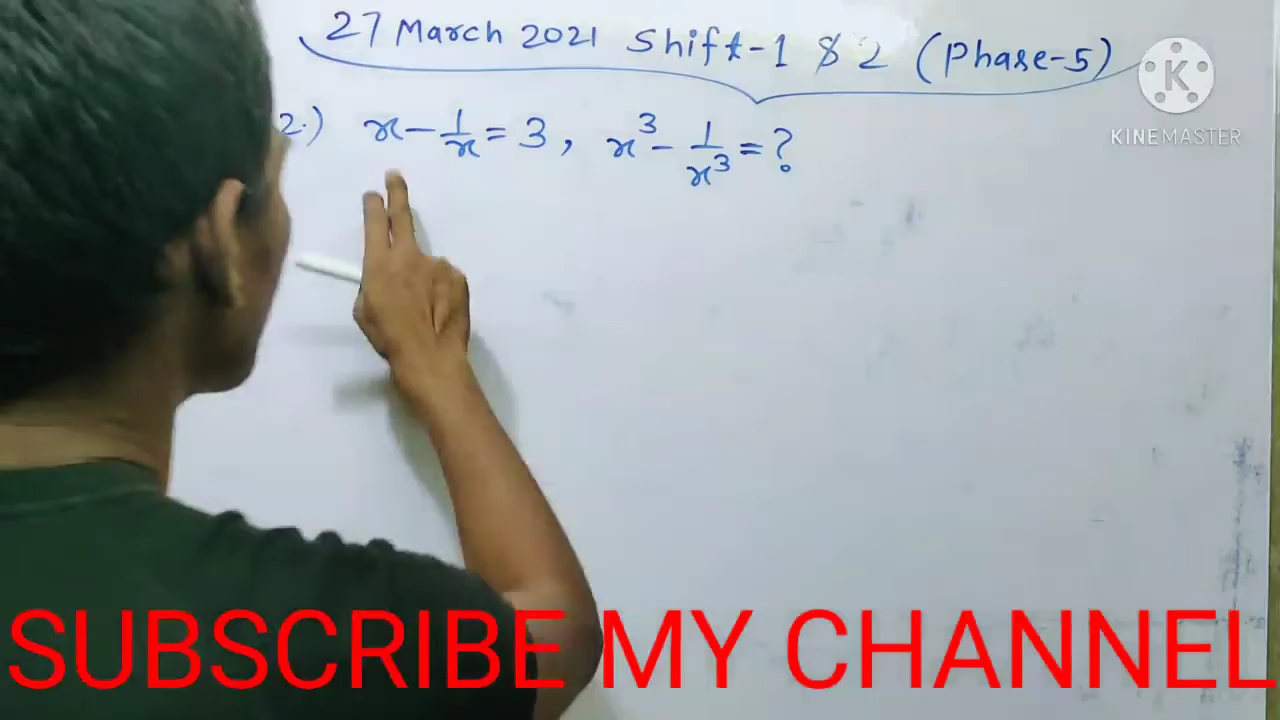 27 March 2021 Shift-1 & 2 (Phase-5)
2.) x - 1/x = 3, x³ - 1/x³ = ?
K
KINEMASTER
SUBSCRIBE MY CHANNEL